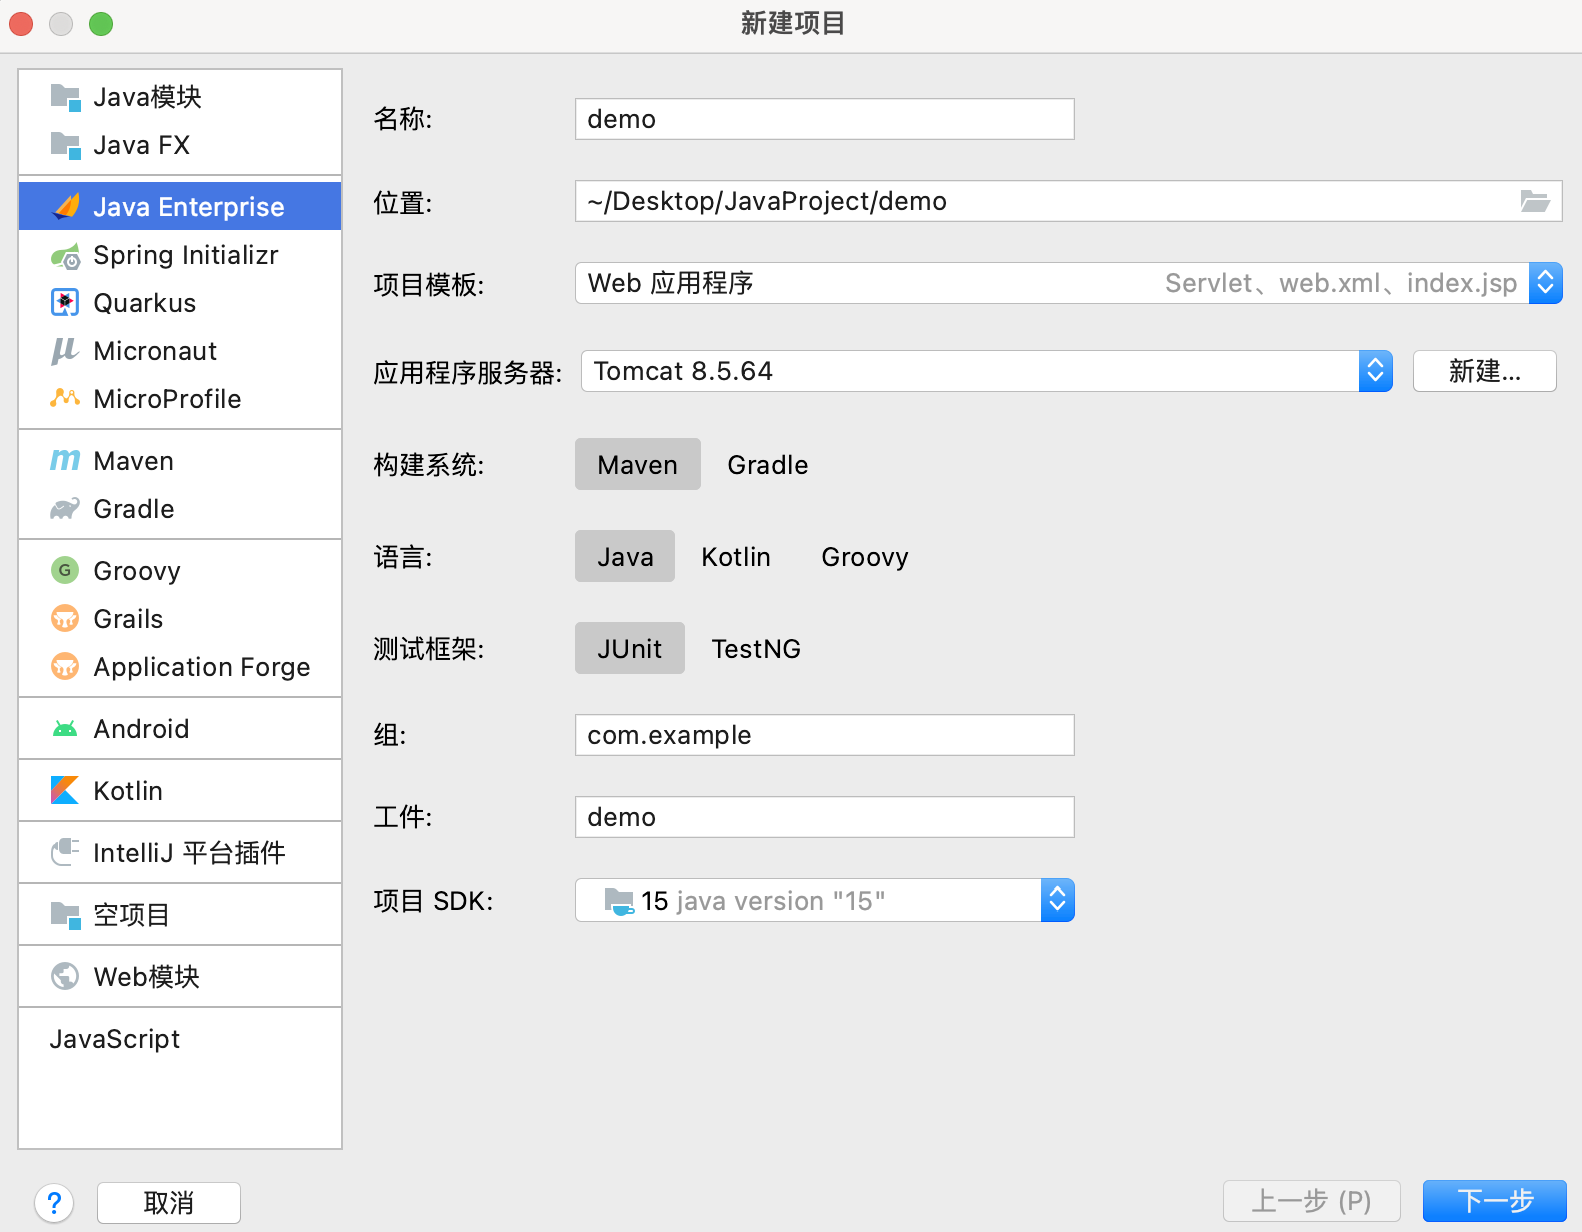 新建项目
Java模块
Java FX
Java Enterprise
Spring Initializr
Quarkus
Micronaut
MicroProfile
Maven
Gradle
Groovy
Grails
Application Forge
Android
Kotlin
IntelliJ 平台插件
空项目
Web模块
JavaScript
名称: demo
位置: ~/Desktop/JavaProject/demo
项目模板: Web 应用程序 Servlet、web.xml、index.jsp
应用程序服务器: Tomcat 8.5.64 新建...
构建系统: Maven Gradle
语言: Java Kotlin Groovy
测试框架: JUnit TestNG
组: com.example
工件: demo
项目 SDK: 15 java version "15"
? 取消 上一步 (P) 下一步